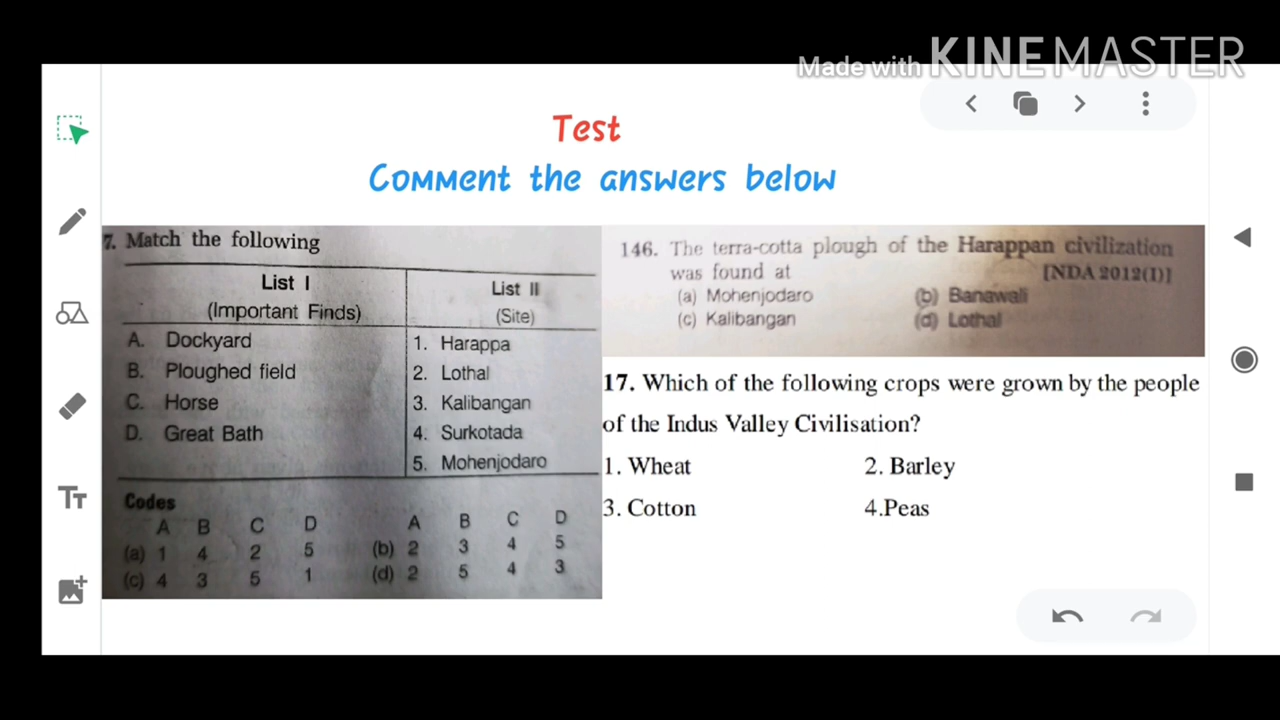 Made with KINEMASTER
Test
Comment the answers below
7. Match the following
List I List II
(Important Finds) (Site)
A. Dockyard 1. Harappa
B. Ploughed field 2. Lothal
C. Horse 3. Kalibangan
D. Great Bath 4. Surkotada
5. Mohenjodaro
Codes
A B C D A B C D
(a) 1 4 2 5 (b) 2 3 4 5
(c) 4 3 5 1 (d) 2 5 4 3
146. The terra-cotta plough of the Harappan civilization
was found at [NDA 2012(I)]
(a) Mohenjodaro (b) Banawali
(c) Kalibangan (d) Lothal
17. Which of the following crops were grown by the people
of the Indus Valley Civilisation?
1. Wheat 2. Barley
3. Cotton 4.Peas
TT